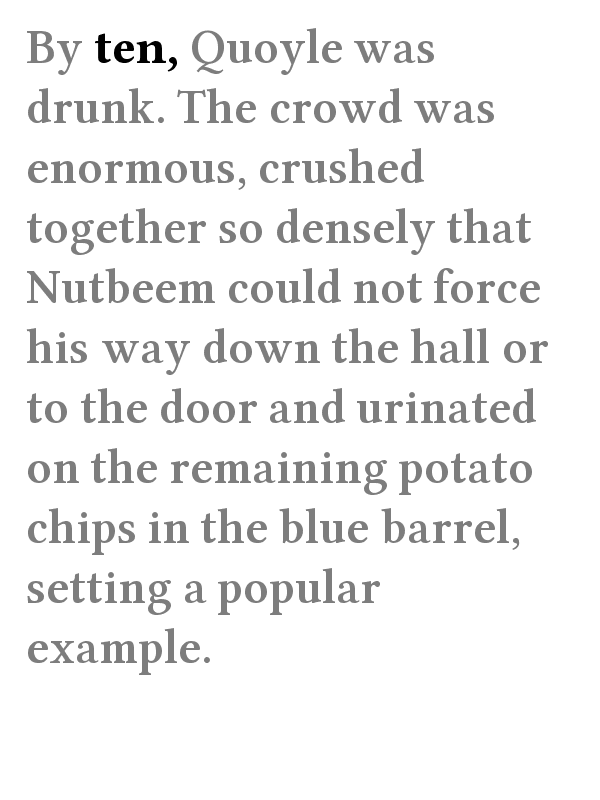 By ten, Quoyle was
drunk. The crowd was
enormous, crushed
together so densely that
Nutbeem could not force
his way down the hall or
to the door and urinated
on the remaining potato
chips in the blue barrel,
setting a popular
example.